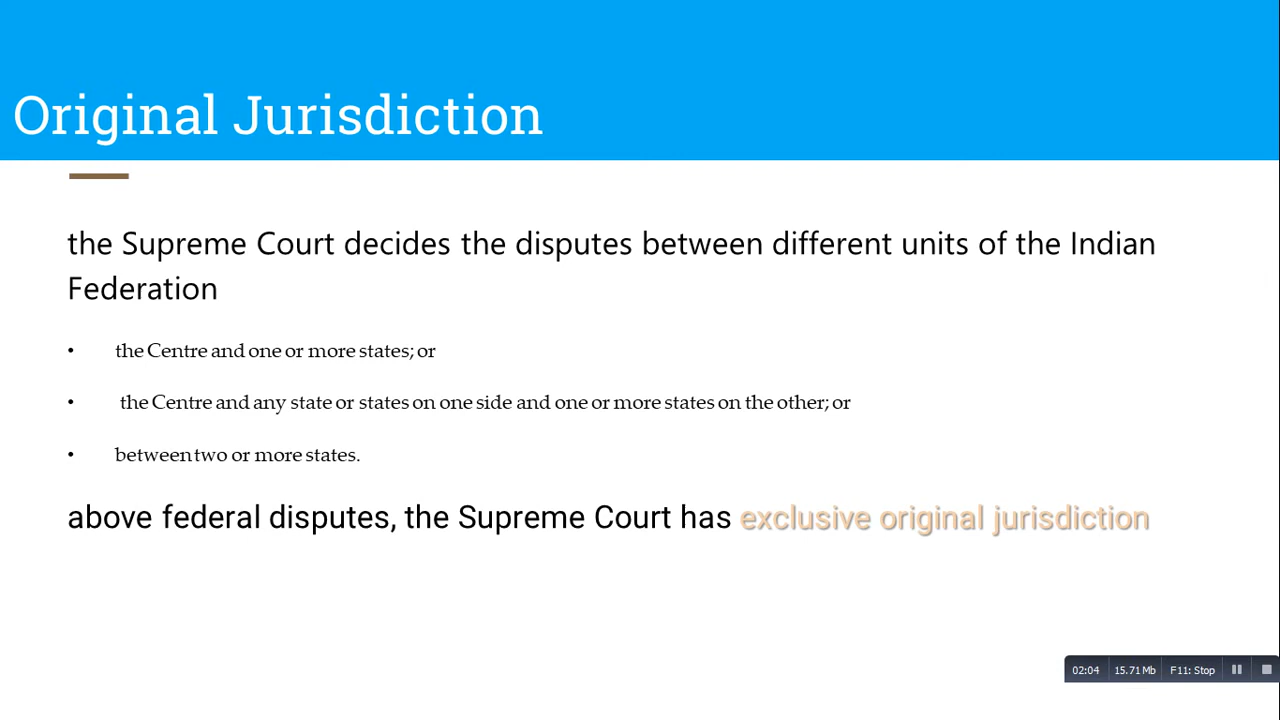 Original Jurisdiction
the Supreme Court decides the disputes between different units of the Indian
Federation
• the Centre and one or more states; or
• the Centre and any state or states on one side and one or more states on the other; or
• between two or more states.
above federal disputes, the Supreme Court has exclusive original jurisdiction
02:04 15.71 Mb F11: Stop